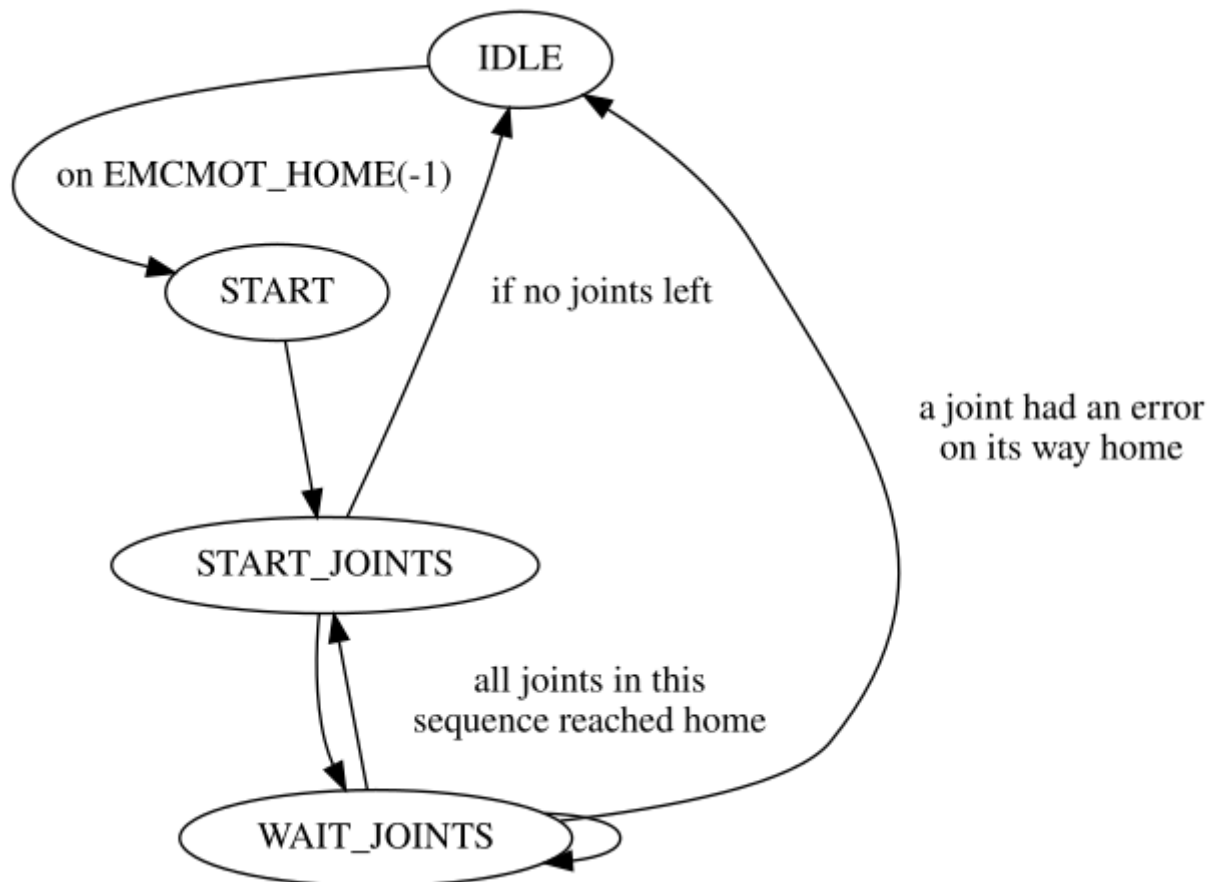 IDLE
on EMCMOT_HOME(-1)
START
if no joints left
a joint had an error
on its way home
START_JOINTS
all joints in this
sequence reached home
WAIT_JOINTS